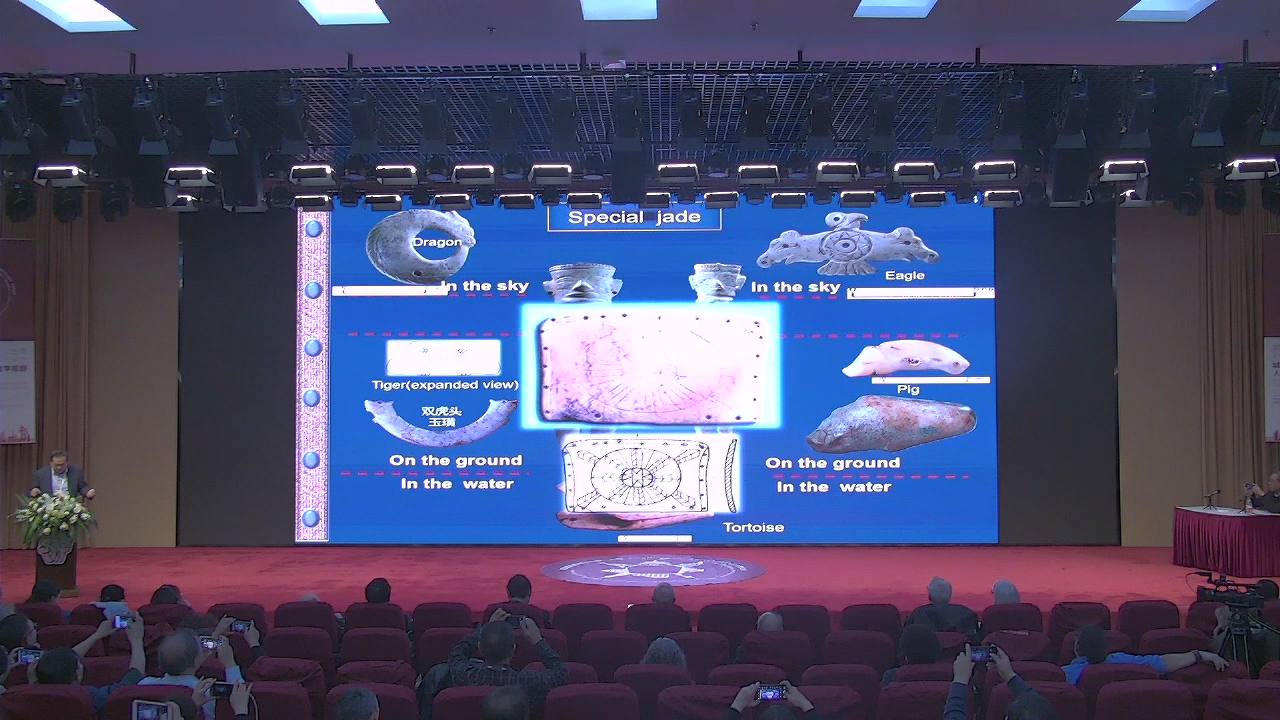 Special jade
Dragon
In the sky
In the sky
Eagle
Tiger(expanded view)
双虎头
玉璜
Pig
On the ground
In the water
On the ground
In the water
Tortoise